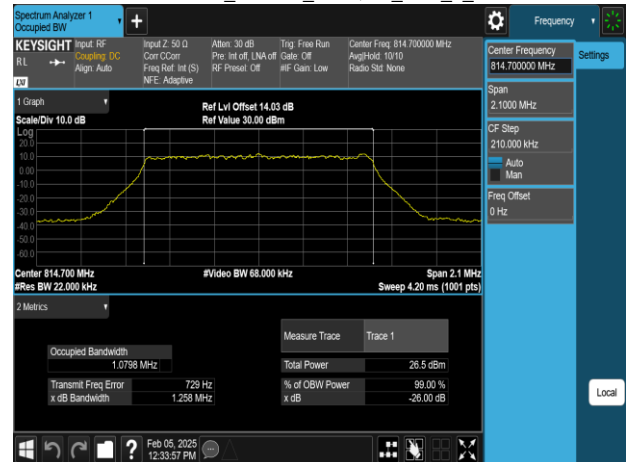 Spectrum Analyzer 1
Occupied BW
Frequency
KEYSIGHT
RL
LXI
Input: RF
Coupling: DC
Align: Auto
Input Z: 50 Ω
Corr CCorr
Freq Ref: Int (S)
NFE: Adaptive
Atten: 30 dB
Pre: Int off, LNA off
RF Presel: Off
Trig: Free Run
Gate: Off
#IF Gain: Low
Center Freq: 814.700000 MHz
Avg|Hold: 10/10
Radio Std: None
Center Frequency
814.700000 MHz
Settings
Span
2.1000 MHz
CF Step
210.000 kHz
Auto
Man
Freq Offset
0 Hz
1 Graph
Scale/Div 10.0 dB
Ref Lvl Offset 14.03 dB
Ref Value 30.00 dBm
Log
20.0
10.0
0.00
-10.0
-20.0
-30.0
-40.0
-50.0
-60.0
Center 814.700 MHz
#Res BW 22.000 kHz
#Video BW 68.000 kHz
Span 2.1 MHz
Sweep 4.20 ms (1001 pts)
2 Metrics
Measure Trace Trace 1
Occupied Bandwidth
1.0798 MHz
Total Power 26.5 dBm
Transmit Freq Error 729 Hz
% of OBW Power 99.00 %
x dB Bandwidth 1.258 MHz
x dB -26.00 dB
Local
?
Feb 05, 2025
12:33:57 PM